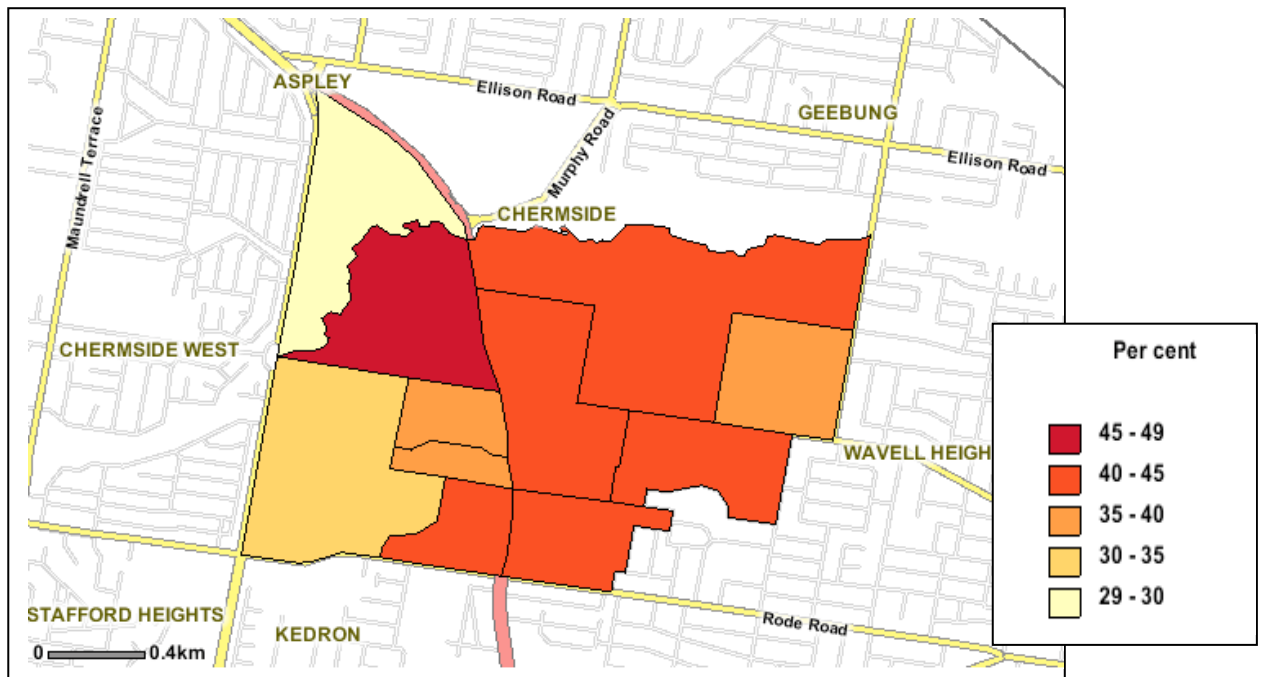 ASPLEY
Ellison Road
GEEBUNG
Maundrell Terrace
Murphy Road
Ellison Road
CHERMSIDE
CHERMSIDE WEST
WAVELL HEIGH
STAFFORD HEIGHTS
KEDRON
Rode Road
0 0.4km
Per cent
45 - 49
40 - 45
35 - 40
30 - 35
29 - 30